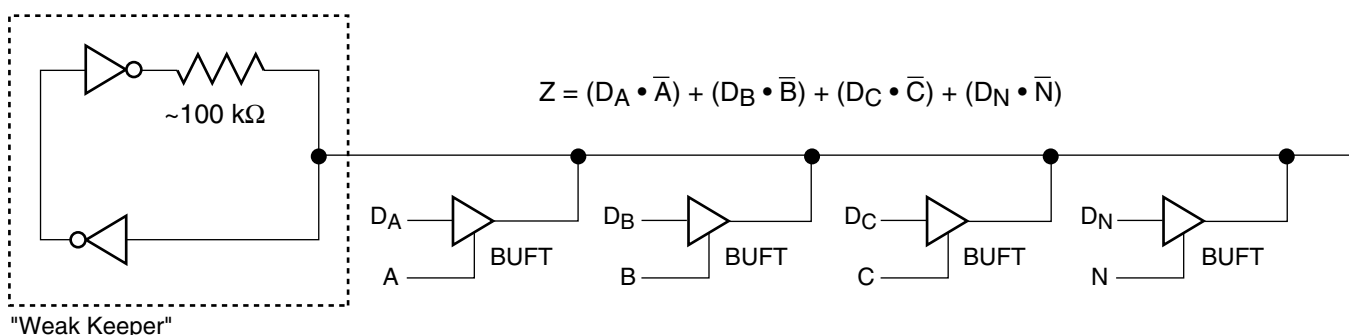 Z = (D_A • A̅) + (D_B • B̅) + (D_C • C̅) + (D_N • N̅)
~100 kΩ
D_A
BUFT
A
D_B
BUFT
B
D_C
BUFT
C
D_N
BUFT
N
"Weak Keeper"